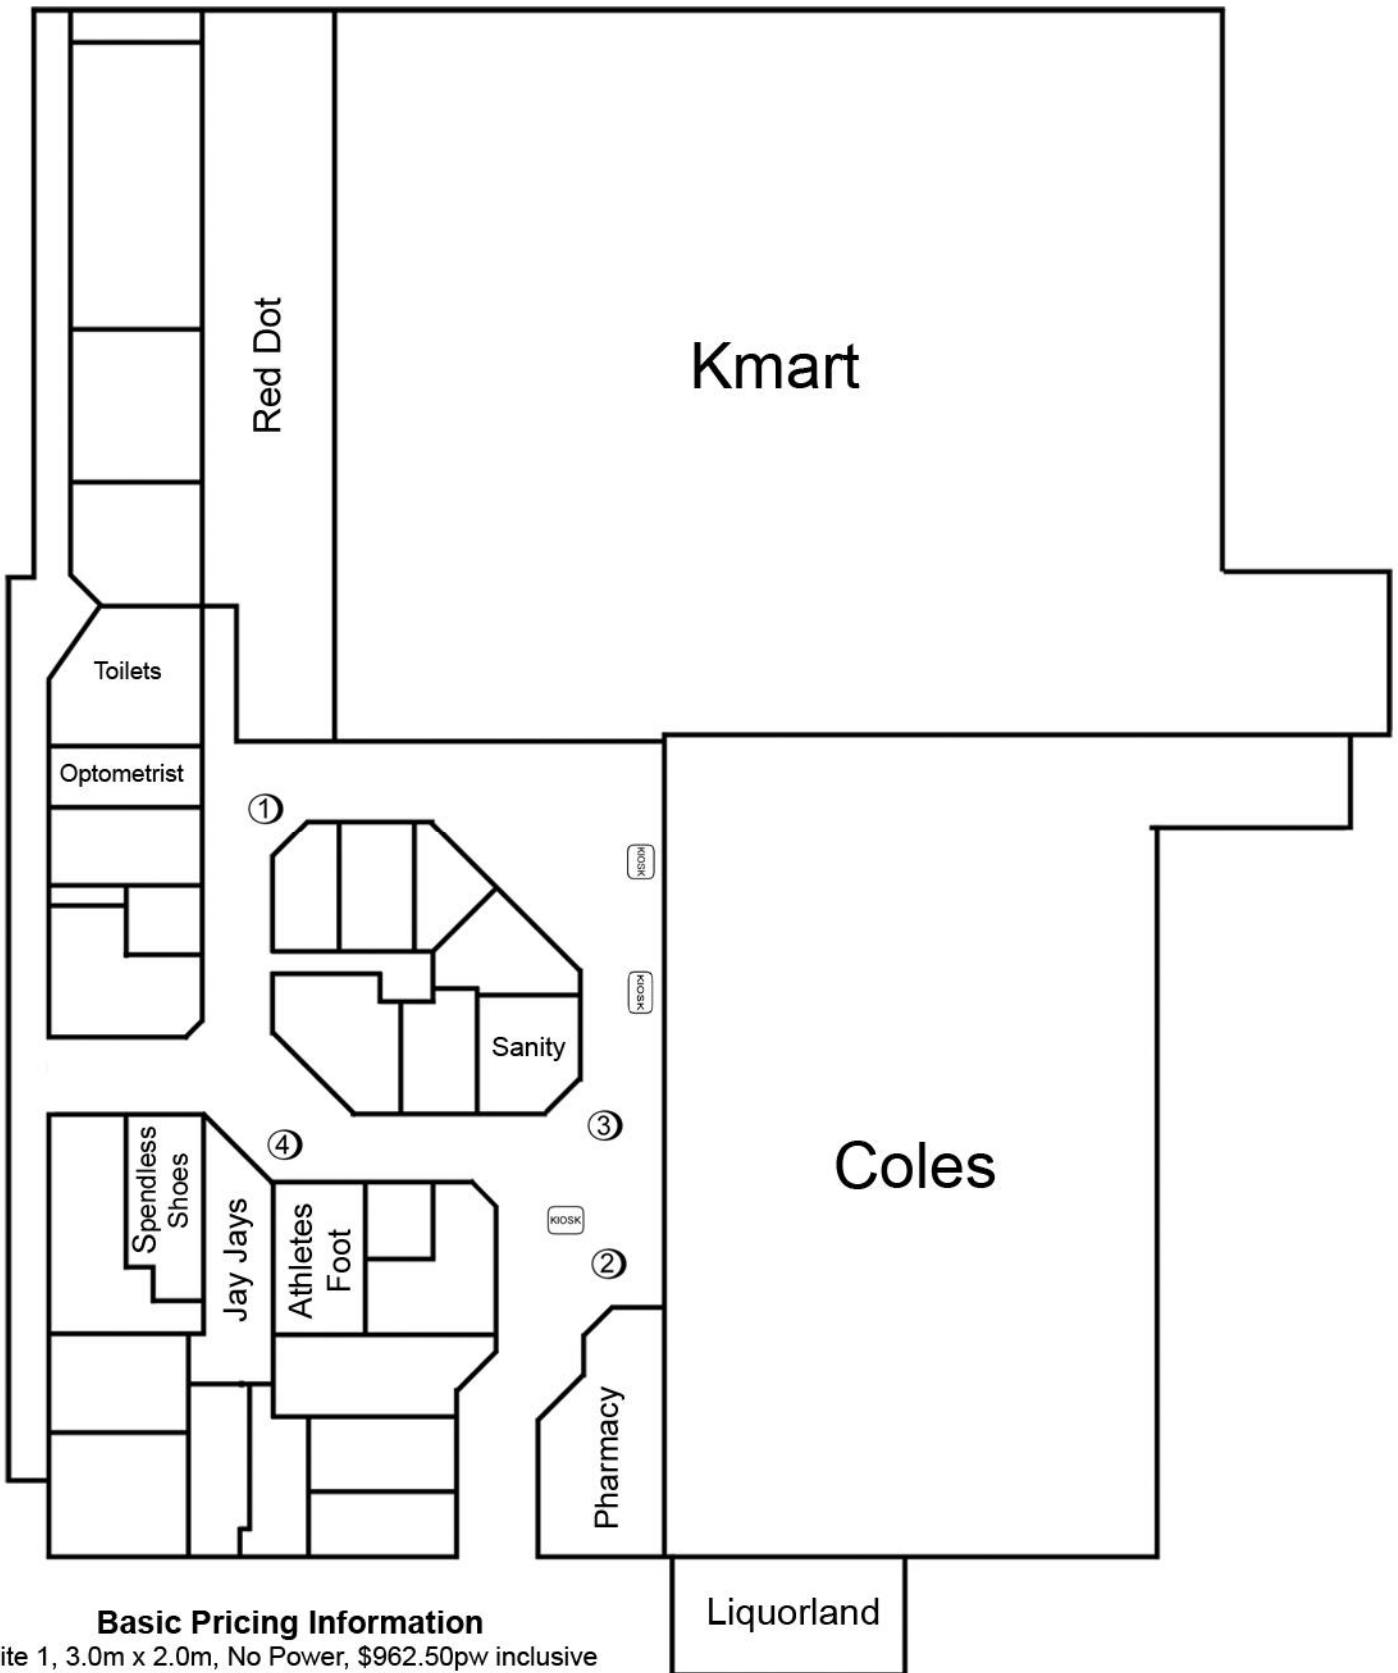 Red Dot
Kmart
Toilets
Optometrist
1
KIOSK
KIOSK
Sanity
3
4
Coles
Spendless
Shoes
Jay Jays
Athletes
Foot
KIOSK
2
Pharmacy
Liquorland
Basic Pricing Information
ite 1, 3.0m x 2.0m, No Power, $962.50pw inclusive